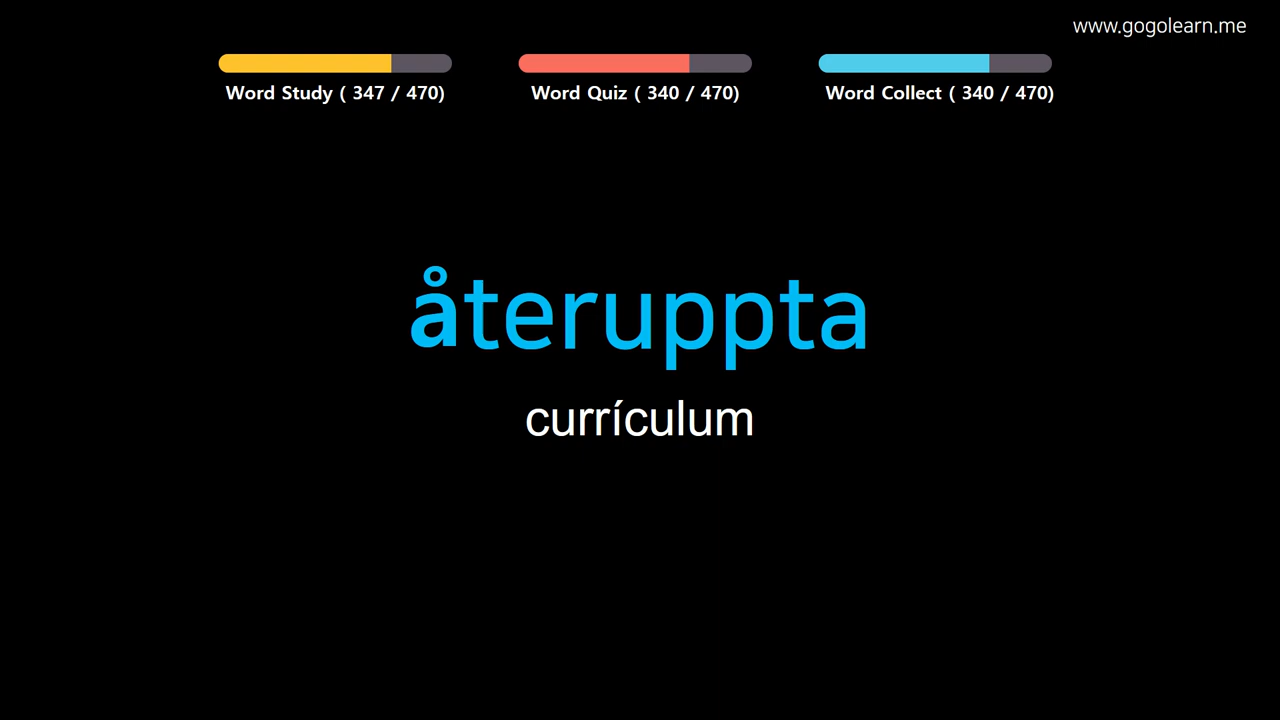 www.gogolearn.me
Word Study ( 347 / 470)
Word Quiz ( 340 / 470)
Word Collect ( 340 / 470)
återuppta
currículum